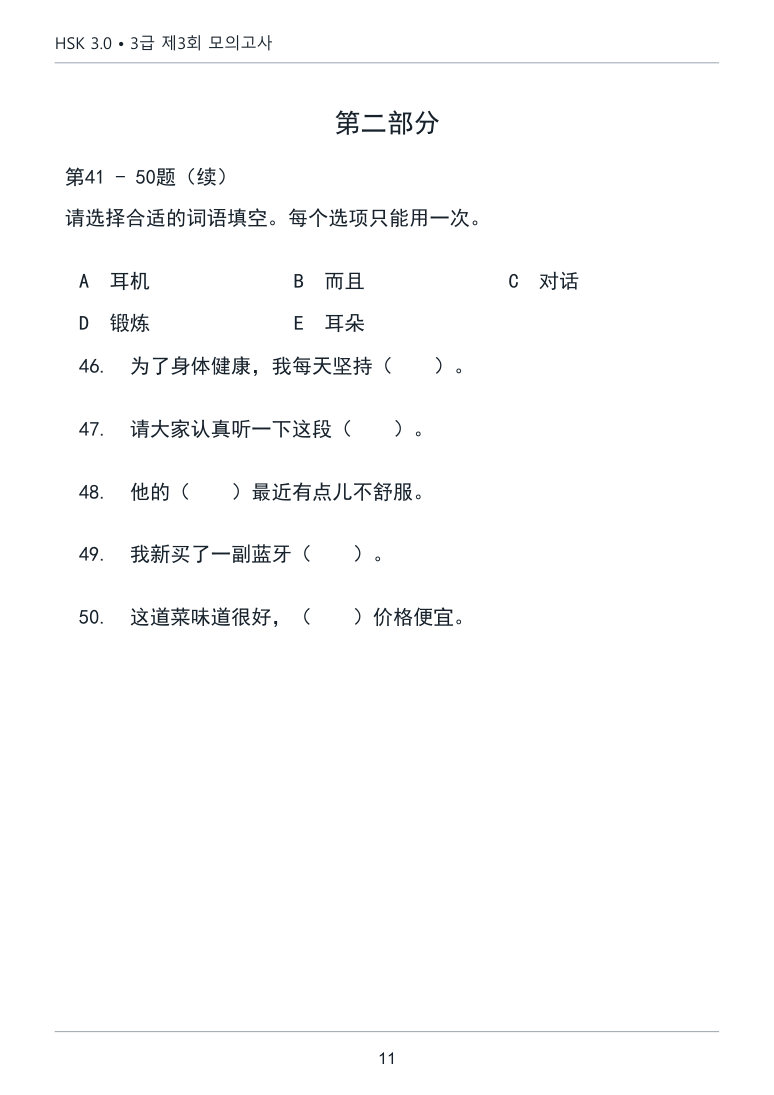 HSK 3.0 • 3급 제3회 모의고사
第二部分
第41 - 50题（续）
请选择合适的词语填空。每个选项只能用一次。
A 耳机 B 而且 C 对话
D 锻炼 E 耳朵
46. 为了身体健康，我每天坚持（　　）。
47. 请大家认真听一下这段（　　）。
48. 他的（　　）最近有点儿不舒服。
49. 我新买了一副蓝牙（　　）。
50. 这道菜味道很好，（　　）价格便宜。
11